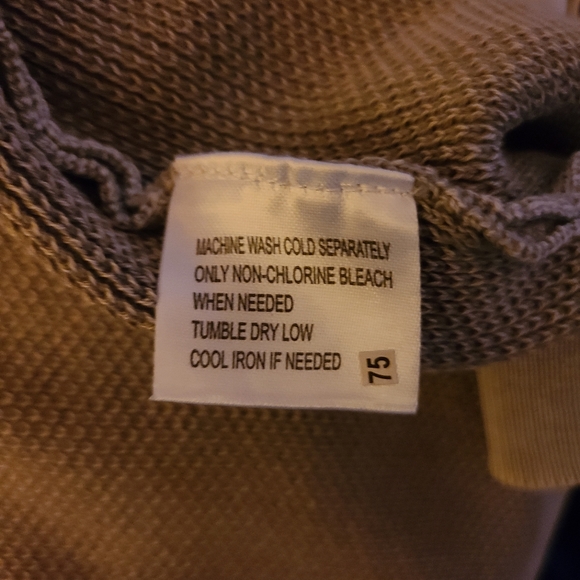 MACHINE WASH COLD SEPARATELY
ONLY NON-CHLORINE BLEACH
WHEN NEEDED
TUMBLE DRY LOW
COOL IRON IF NEEDED
75